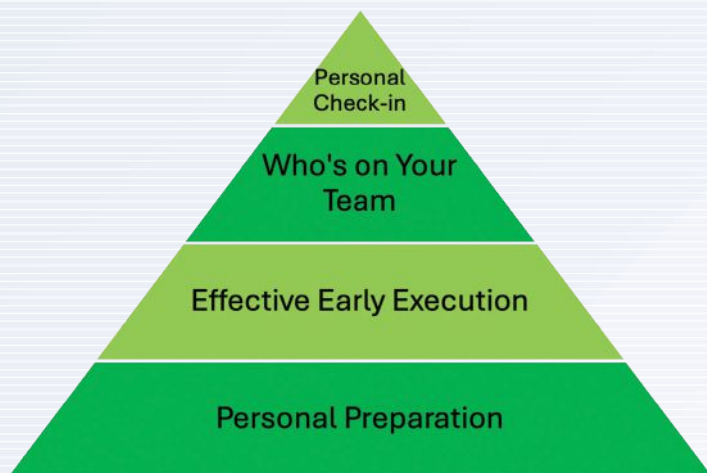 Personal
Check-in
Who's on Your
Team
Effective Early Execution
Personal Preparation